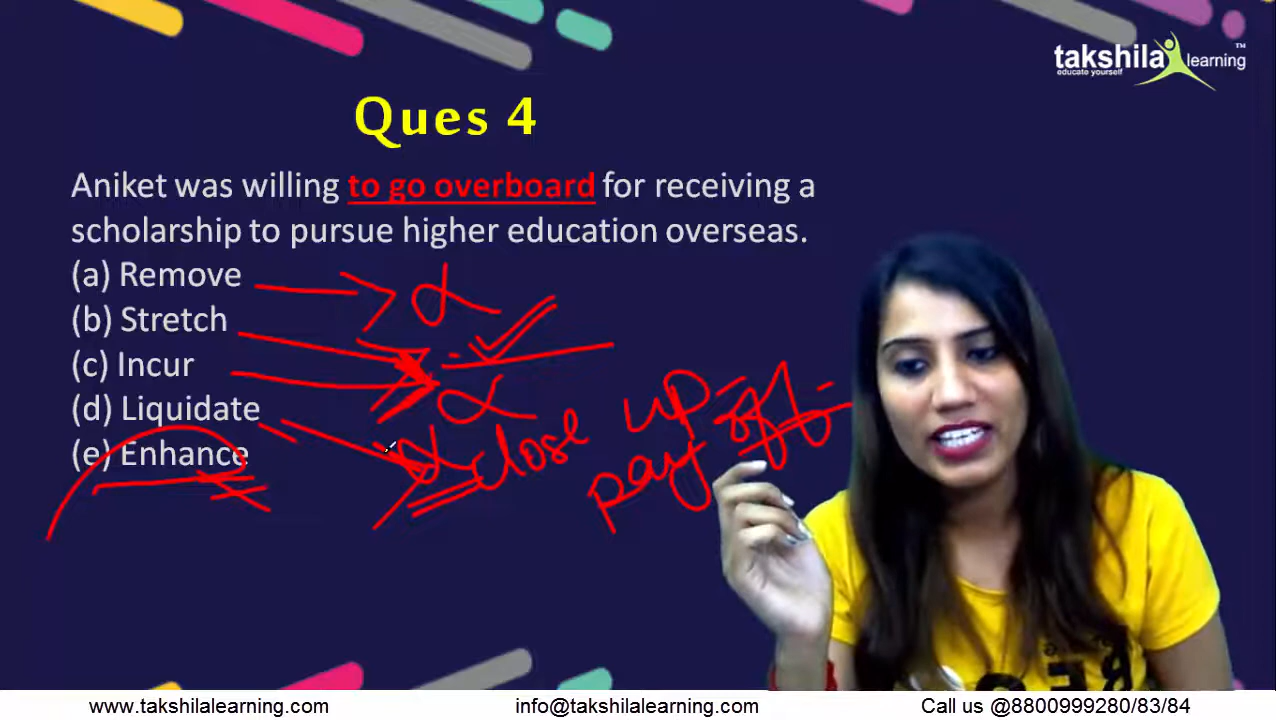 takshila learning™
educate yourself
Ques 4
Aniket was willing to go overboard for receiving a
scholarship to pursue higher education overseas.
(a) Remove
(b) Stretch
(c) Incur
(d) Liquidate
(e) Enhance
close up
pay off
www.takshilalearning.com info@takshilalearning.com Call us @8800999280/83/84